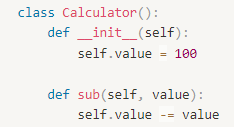 class Calculator():
    def __init__(self):
        self.value = 100

    def sub(self, value):
        self.value -= value